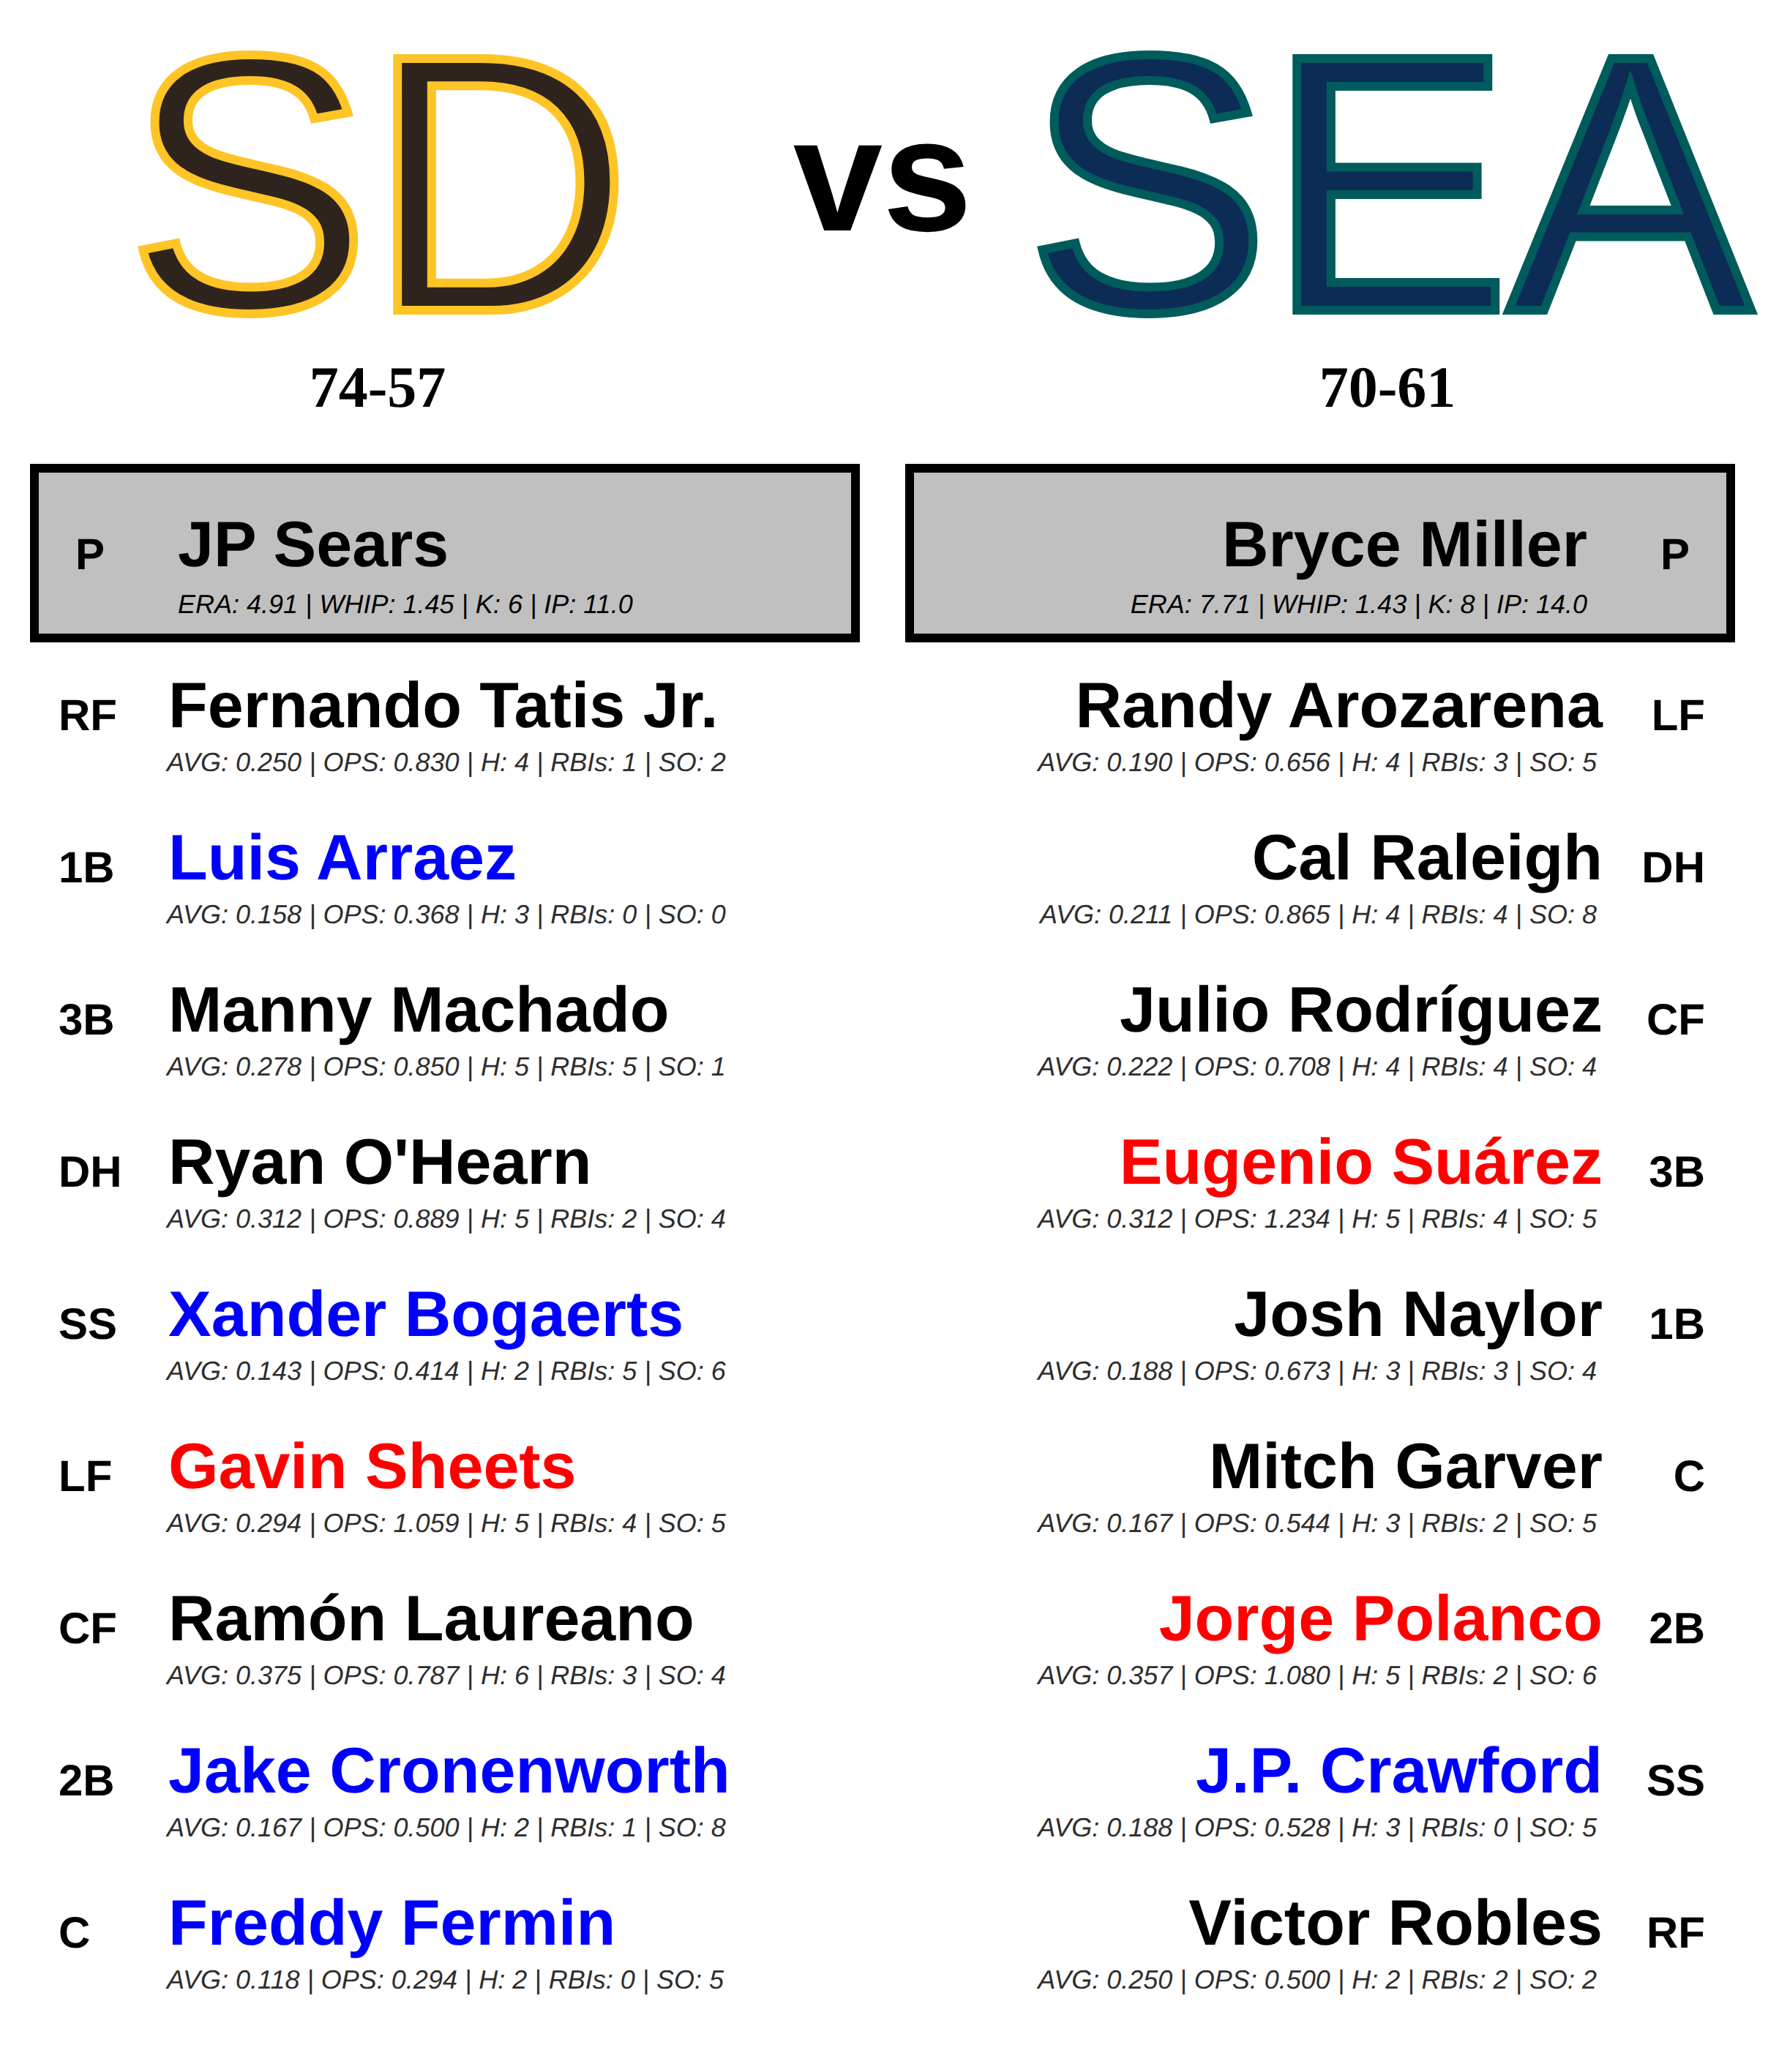 SD vs SEA
74-57
70-61
P JP Sears
ERA: 4.91 | WHIP: 1.45 | K: 6 | IP: 11.0
Bryce Miller P
ERA: 7.71 | WHIP: 1.43 | K: 8 | IP: 14.0
RF Fernando Tatis Jr.
AVG: 0.250 | OPS: 0.830 | H: 4 | RBIs: 1 | SO: 2
1B Luis Arraez
AVG: 0.158 | OPS: 0.368 | H: 3 | RBIs: 0 | SO: 0
3B Manny Machado
AVG: 0.278 | OPS: 0.850 | H: 5 | RBIs: 5 | SO: 1
DH Ryan O'Hearn
AVG: 0.312 | OPS: 0.889 | H: 5 | RBIs: 2 | SO: 4
SS Xander Bogaerts
AVG: 0.143 | OPS: 0.414 | H: 2 | RBIs: 5 | SO: 6
LF Gavin Sheets
AVG: 0.294 | OPS: 1.059 | H: 5 | RBIs: 4 | SO: 5
CF Ramón Laureano
AVG: 0.375 | OPS: 0.787 | H: 6 | RBIs: 3 | SO: 4
2B Jake Cronenworth
AVG: 0.167 | OPS: 0.500 | H: 2 | RBIs: 1 | SO: 8
C Freddy Fermin
AVG: 0.118 | OPS: 0.294 | H: 2 | RBIs: 0 | SO: 5
Randy Arozarena LF
AVG: 0.190 | OPS: 0.656 | H: 4 | RBIs: 3 | SO: 5
Cal Raleigh DH
AVG: 0.211 | OPS: 0.865 | H: 4 | RBIs: 4 | SO: 8
Julio Rodríguez CF
AVG: 0.222 | OPS: 0.708 | H: 4 | RBIs: 4 | SO: 4
Eugenio Suárez 3B
AVG: 0.312 | OPS: 1.234 | H: 5 | RBIs: 4 | SO: 5
Josh Naylor 1B
AVG: 0.188 | OPS: 0.673 | H: 3 | RBIs: 3 | SO: 4
Mitch Garver C
AVG: 0.167 | OPS: 0.544 | H: 3 | RBIs: 2 | SO: 5
Jorge Polanco 2B
AVG: 0.357 | OPS: 1.080 | H: 5 | RBIs: 2 | SO: 6
J.P. Crawford SS
AVG: 0.188 | OPS: 0.528 | H: 3 | RBIs: 0 | SO: 5
Victor Robles RF
AVG: 0.250 | OPS: 0.500 | H: 2 | RBIs: 2 | SO: 2